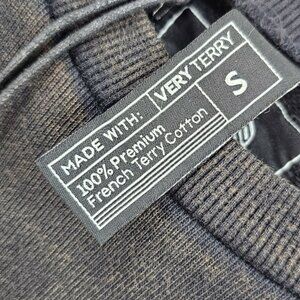 MADE WITH:
VERY TERRY
100% Premium
French Terry Cotton
S